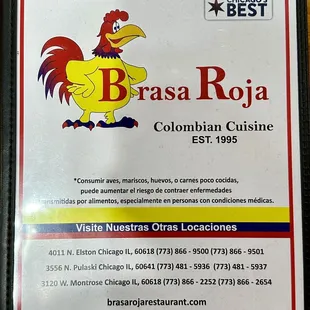 CHICAGO'S
BEST
Brasa Roja
Colombian Cuisine
EST. 1995
*Consumir aves, mariscos, huevos, o carnes poco cocidas,
puede aumentar el risego de contraer enfermedades
transmitidas por alimentos, especialmente en personas con condiciones médicas.
Visite Nuestras Otras Locaciones
4011 N. Elston Chicago IL, 60618 (773) 866 - 9500 (773) 866 - 9501
3556 N. Pulaski Chicago IL, 60641 (773) 481 - 5936 (773) 481 - 5937
3120 W. Montrose Chicago IL, 60618 (773) 866 - 2252 (773) 866 - 2654
brasarojarestaurant.com